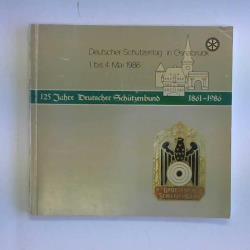 Deutscher Schützentag in Osnabrück
1. bis 4. Mai 1986
125 Jahre Deutscher Schützenbund 1861-1986